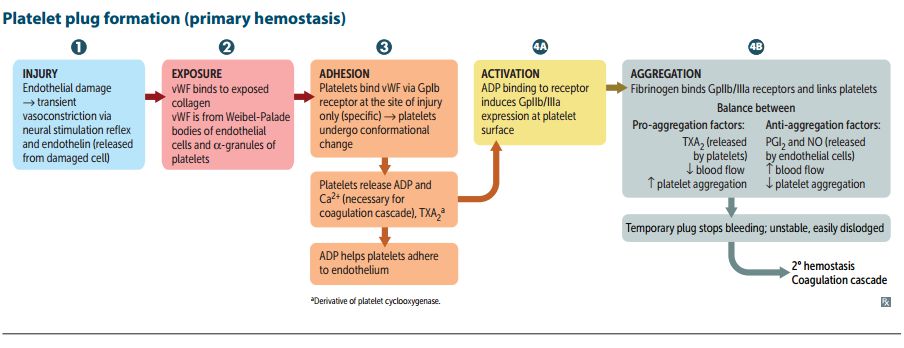 Platelet plug formation (primary hemostasis)
1
INJURY
Endothelial damage
→ transient
vasoconstriction via
neural stimulation reflex
and endothelin (released
from damaged cell)
2
EXPOSURE
vWF binds to exposed
collagen
vWF is from Weibel-Palade
bodies of endothelial
cells and α-granules of
platelets
3
ADHESION
Platelets bind vWF via GpIb
receptor at the site of injury
only (specific) → platelets
undergo conformational
change
Platelets release ADP and
Ca²⁺ (necessary for
coagulation cascade), TXA₂ᵃ
ADP helps platelets adhere
to endothelium
ᵃDerivative of platelet cyclooxygenase.
4A
ACTIVATION
ADP binding to receptor
induces GpIIb/IIIa
expression at platelet
surface
4B
AGGREGATION
Fibrinogen binds GpIIb/IIIa receptors and links platelets
Balance between
Pro-aggregation factors:
TXA₂ (released
by platelets)
↓ blood flow
↑ platelet aggregation
Anti-aggregation factors:
PGI₂ and NO (released
by endothelial cells)
↑ blood flow
↓ platelet aggregation
Temporary plug stops bleeding; unstable, easily dislodged
2° hemostasis
Coagulation cascade
Rx